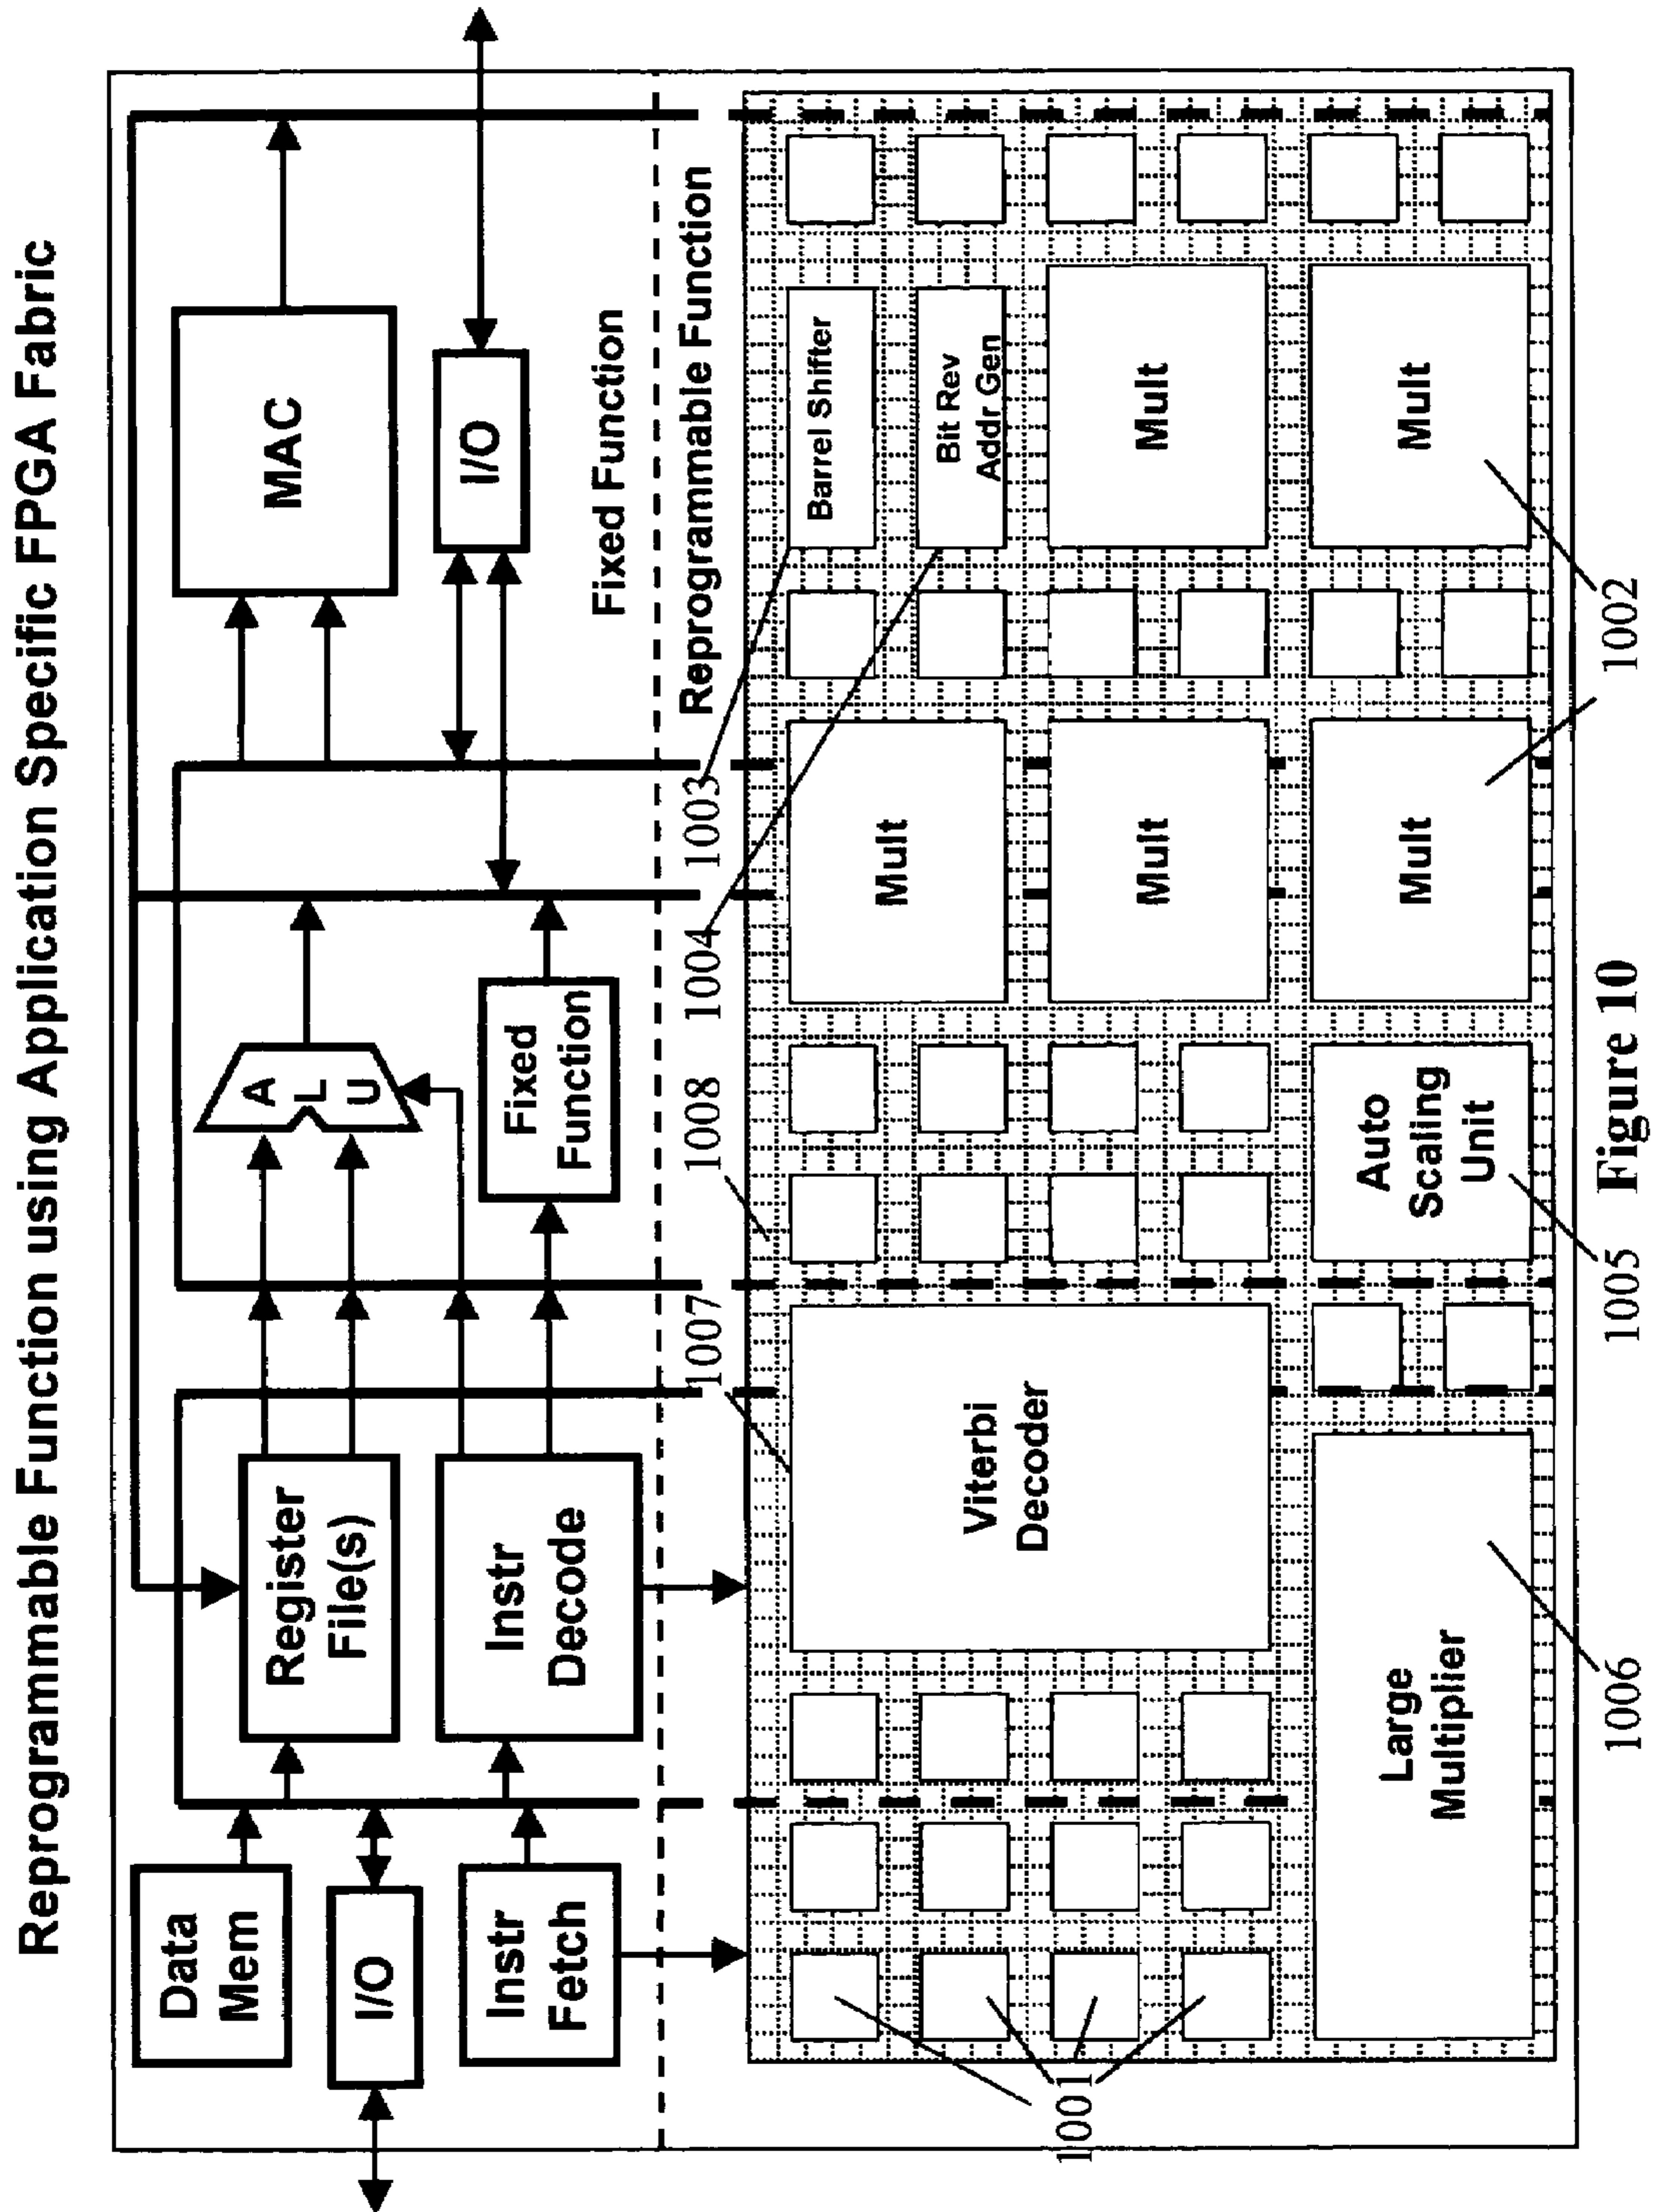 Reprogrammable Function using Application Specific FPGA Fabric
Data
Mem
I/O
Instr
Fetch
Register
File(s)
Instr
Decode
A
L
U
Fixed
Function
MAC
I/O
Fixed Function
Reprogrammable Function
1007
1008
1004
1003
Viterbi
Decoder
Mult
Barrel Shifter
Bit Rev
Addr Gen
Mult
Mult
Large
Multiplier
Auto
Scaling
Unit
Mult
Mult
1001
1006
1005
1002
Figure 10